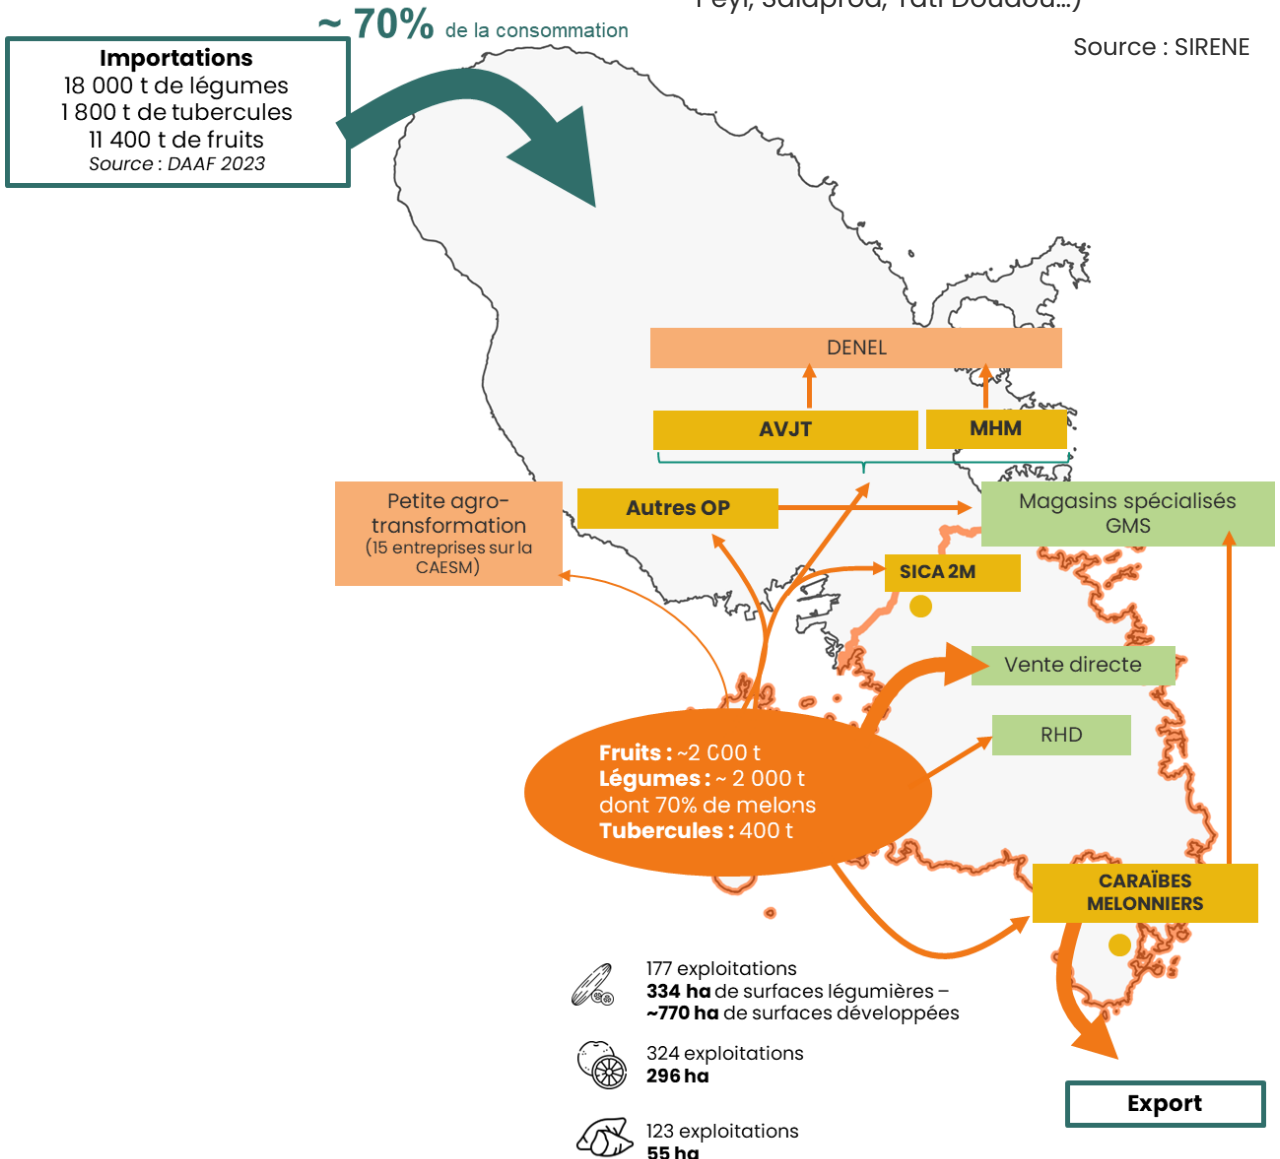 Peyi, Saläprod, Tati Doudou...)
~ 70% de la consommation
Source : SIRENE
Importations
18 000 t de légumes
1 800 t de tubercules
11 400 t de fruits
Source : DAAF 2023
DENEL
AVJT
MHM
Petite agro-
transformation
(15 entreprises sur la
CAESM)
Autres OP
Magasins spécialisés
GMS
SICA 2M
Vente directe
RHD
Fruits : ~2 000 t
Légumes : ~ 2 000 t
dont 70% de melons
Tubercules : 400 t
CARAÏBES
MELONNIERS
177 exploitations
334 ha de surfaces légumières –
~770 ha de surfaces développées
324 exploitations
296 ha
123 exploitations
55 ha
Export